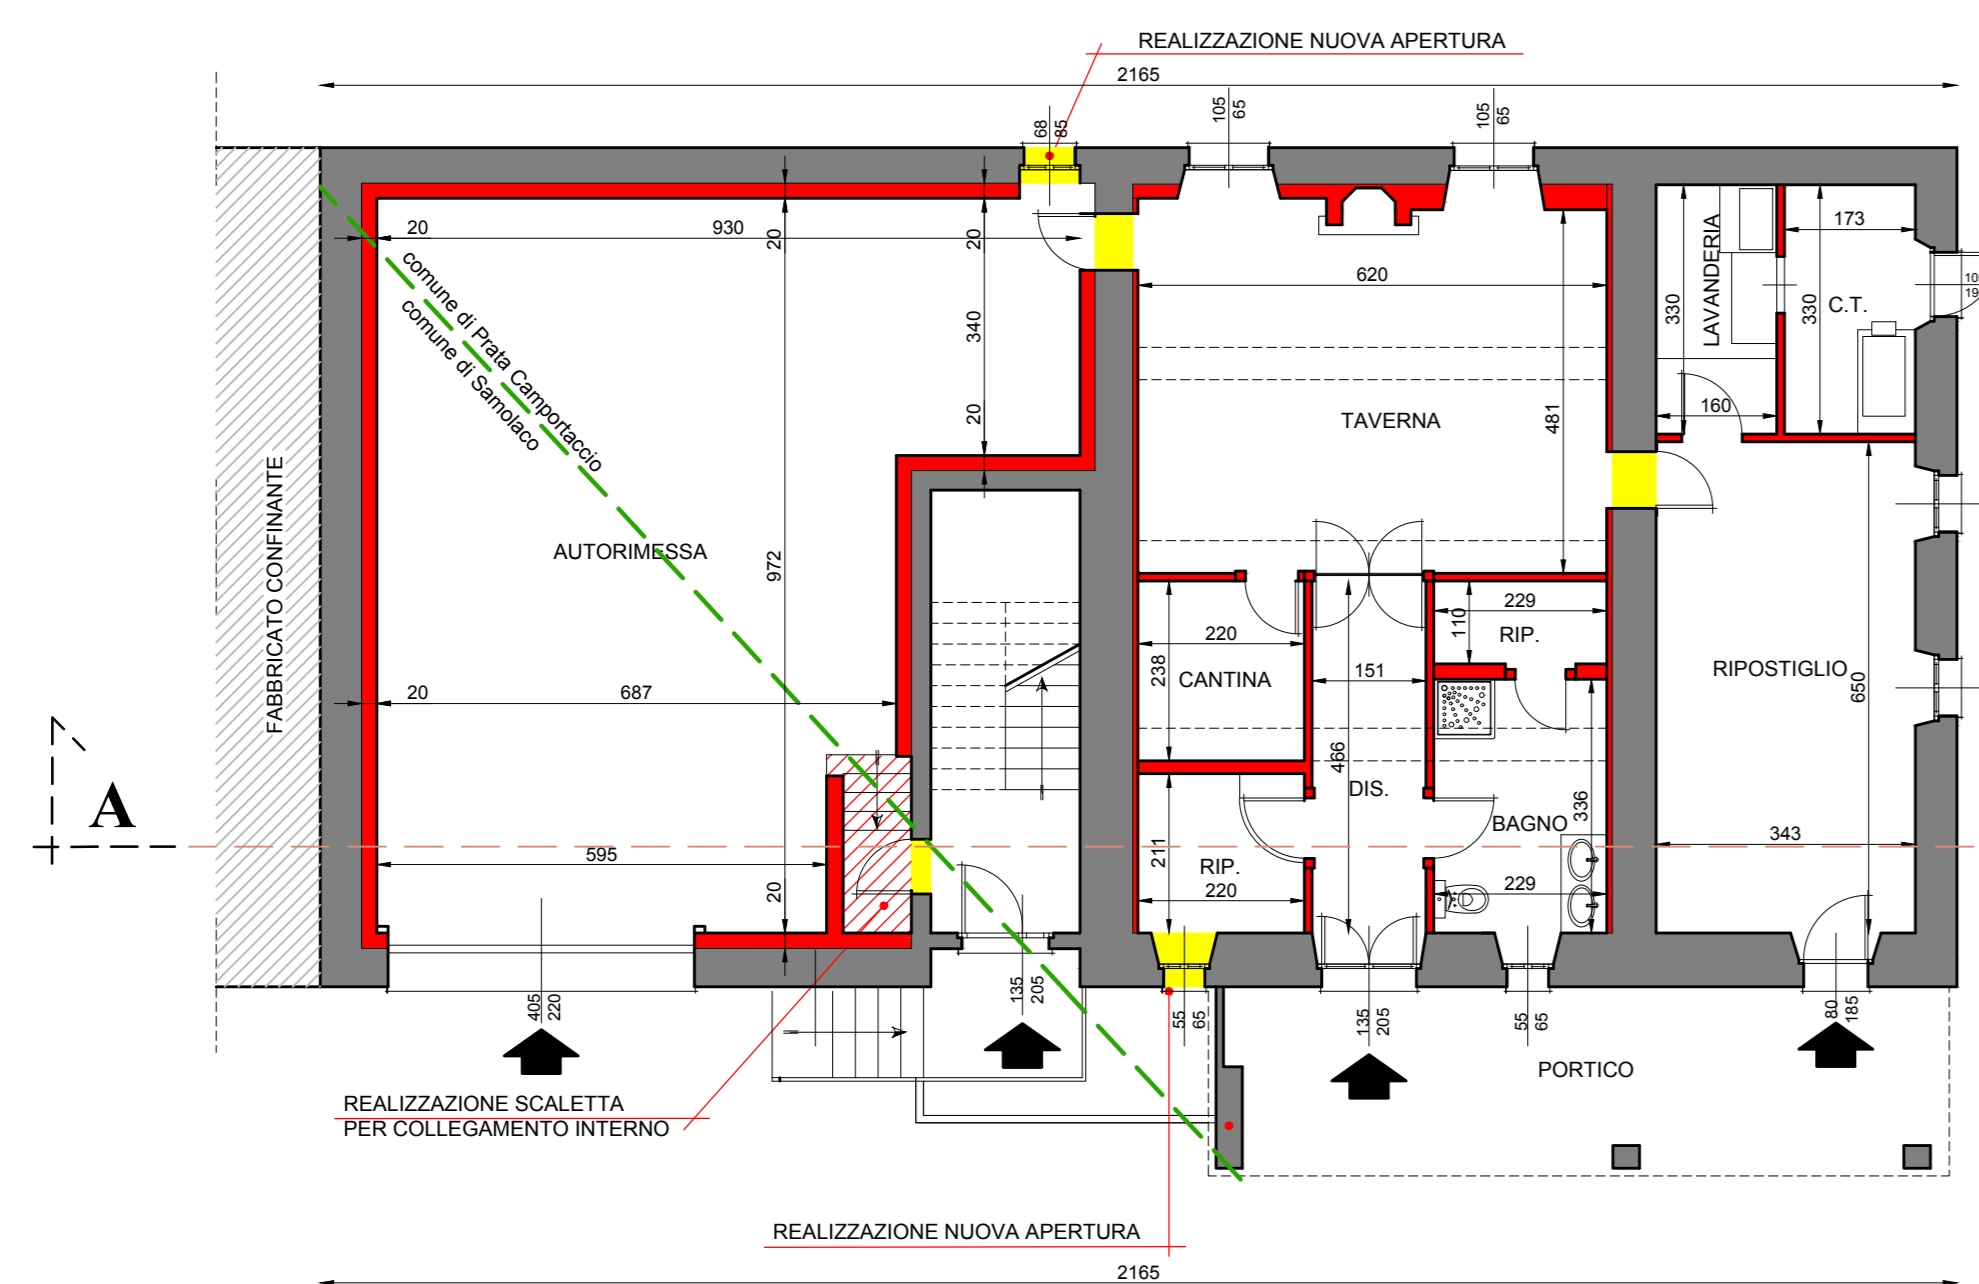 REALIZZAZIONE NUOVA APERTURA
2165
68
85
105
65
105
65
20
930
20
20
comune di Prata Camportaccio
comune di Samolaco
340
20
620
TAVERNA
481
LAVANDERIA
330
330
173
C.T.
160
FABBRICATO CONFINANTE
AUTORIMESSA
972
20
687
220
238
CANTINA
151
466
DIS.
229
110
RIP.
RIPOSTIGLIO
650
A
595
20
211
RIP.
220
BAGNO
336
229
343
405
220
135
205
55
65
135
205
55
65
80
185
PORTICO
REALIZZAZIONE SCALETTA
PER COLLEGAMENTO INTERNO
REALIZZAZIONE NUOVA APERTURA
2165